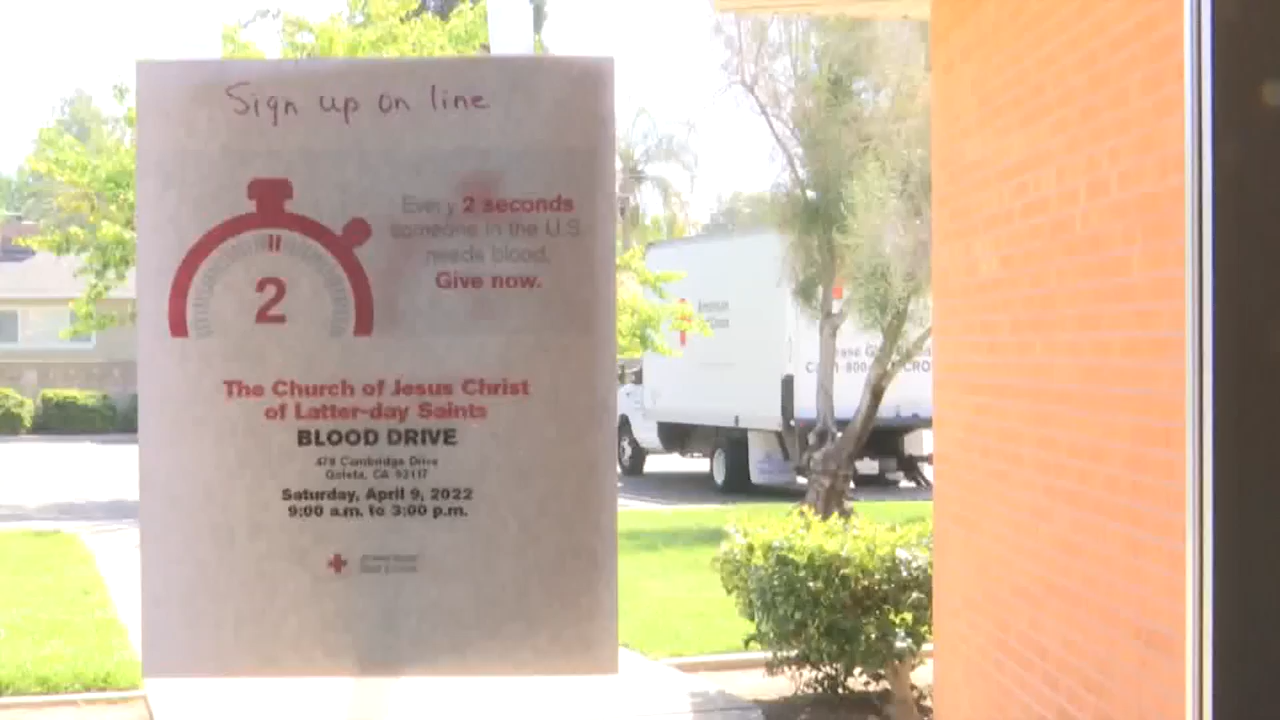 Sign up on line
Every 2 seconds
someone in the U.S.
needs blood.
Give now.
2
The Church of Jesus Christ
of Latter-day Saints
BLOOD DRIVE
Cambridge Drive
Goleta, CA
Saturday, April 9, 2022
9:00 a.m. to 3:00 p.m.
American